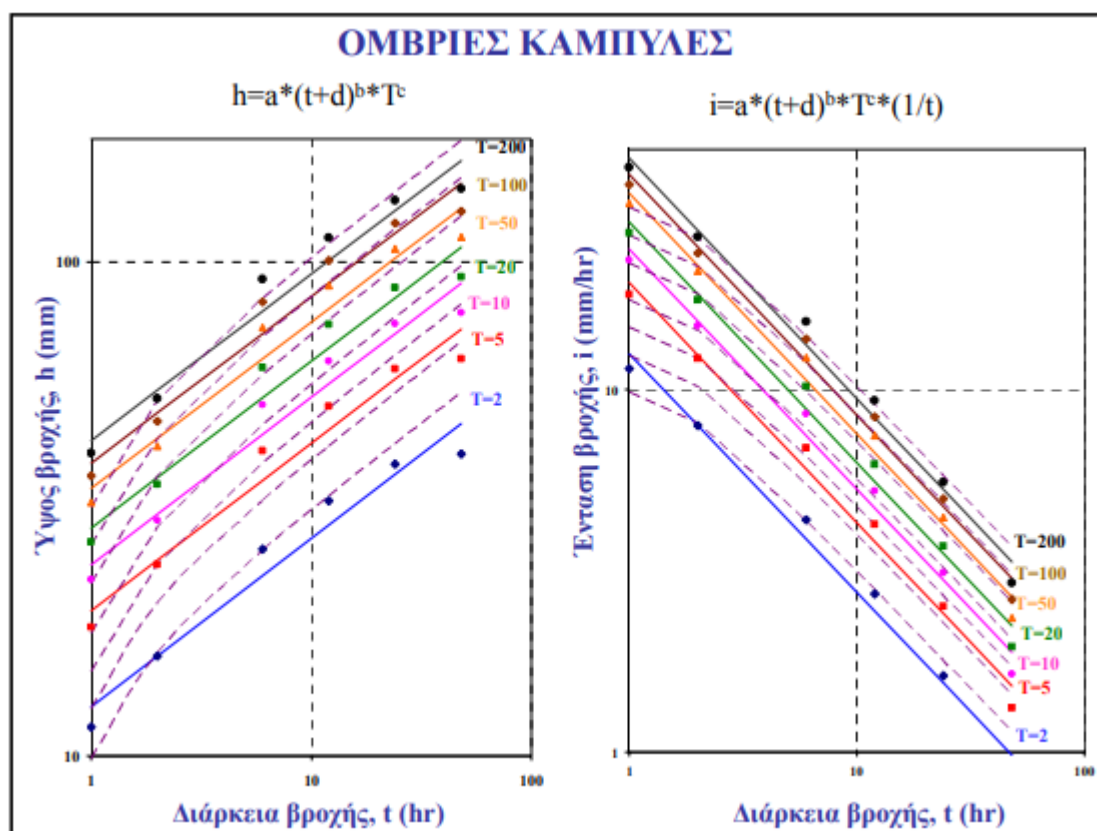 ΟΜΒΡΙΕΣ ΚΑΜΠΥΛΕΣ
h=a*(t+d)ᵇ*Tᶜ
T=200
T=100
T=50
T=20
T=10
T=5
T=2
100
10
1
10
100
Ύψος βροχής, h (mm)
Διάρκεια βροχής, t (hr)
i=a*(t+d)ᵇ*Tᶜ*(1/t)
10
1
T=200
T=100
T=50
T=20
T=10
T=5
T=2
1
10
100
Ένταση βροχής, i (mm/hr)
Διάρκεια βροχής, t (hr)